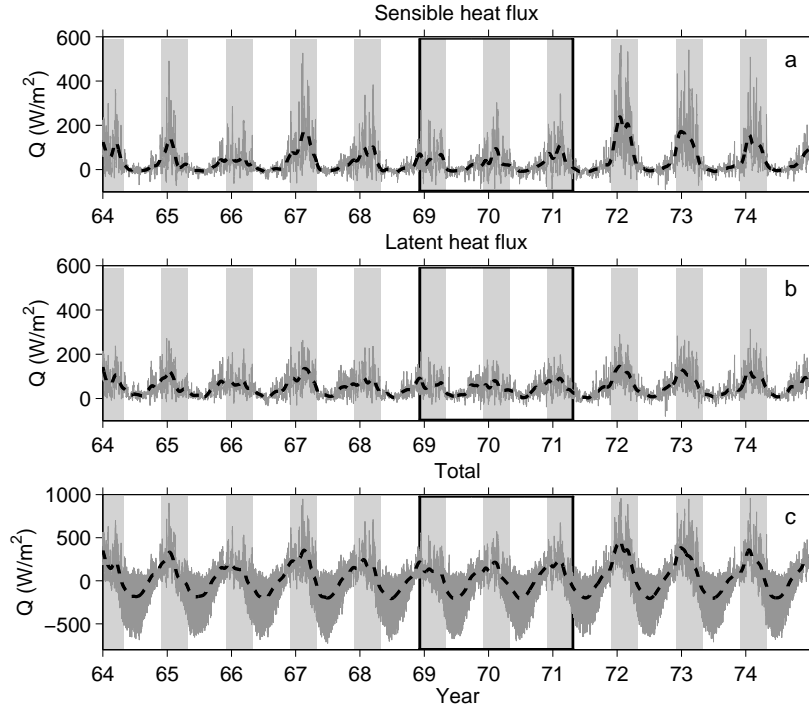 Sensible heat flux
600
400
200
0
Q (W/m²)
a
64 65 66 67 68 69 70 71 72 73 74
Latent heat flux
600
400
200
0
Q (W/m²)
b
64 65 66 67 68 69 70 71 72 73 74
Total
1000
500
0
−500
Q (W/m²)
c
64 65 66 67 68 69 70 71 72 73 74
Year